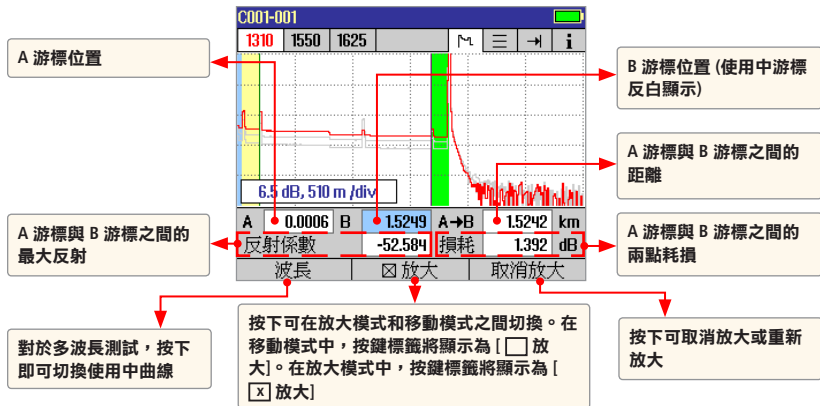 C001-001
1310 1550 1625 i
A 游標位置
B 游標位置 (使用中游標
反白顯示)
A 游標與 B 游標之間的
距離
6.5 dB, 510 m /div
A 0.0006 B 1.5249 A→B 1.5242 km
反射係數 -52.584 損耗 1.392 dB
波長 ☒ 放大 取消放大
A 游標與 B 游標之間的
最大反射
A 游標與 B 游標之間的
兩點耗損
對於多波長測試，按下
即可切換使用中曲線
按下可在放大模式和移動模式之間切換。在
移動模式中，按鍵標籤將顯示為 [ □ 放
大]。在放大模式中，按鍵標籤將顯示為 [
x 放大]
按下可取消放大或重新
放大